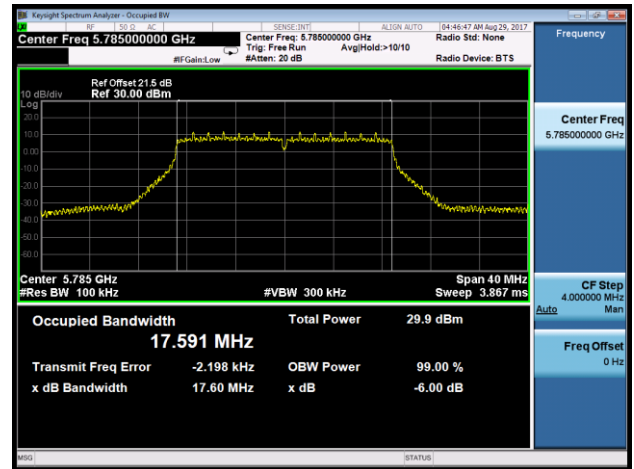 Keysight Spectrum Analyzer - Occupied BW
RF 50 Ω AC SENSE:INT ALIGN AUTO 04:46:47 AM Aug 29, 2017
Center Freq 5.785000000 GHz Center Freq: 5.785000000 GHz Radio Std: None Frequency
Trig: Free Run Avg|Hold:>10/10
#IFGain:Low #Atten: 20 dB Radio Device: BTS
Ref Offset 21.5 dB
10 dB/div Ref 30.00 dBm
Log
20.0
10.0
0.00
-10.0
-20.0
-30.0
-40.0
-50.0
-60.0
Center Freq
5.785000000 GHz
Center 5.785 GHz Span 40 MHz
#Res BW 100 kHz #VBW 300 kHz Sweep 3.867 ms
CF Step
4.000000 MHz
Auto Man
Occupied Bandwidth Total Power 29.9 dBm
17.591 MHz
Freq Offset
0 Hz
Transmit Freq Error -2.198 kHz OBW Power 99.00 %
x dB Bandwidth 17.60 MHz x dB -6.00 dB
MSG STATUS